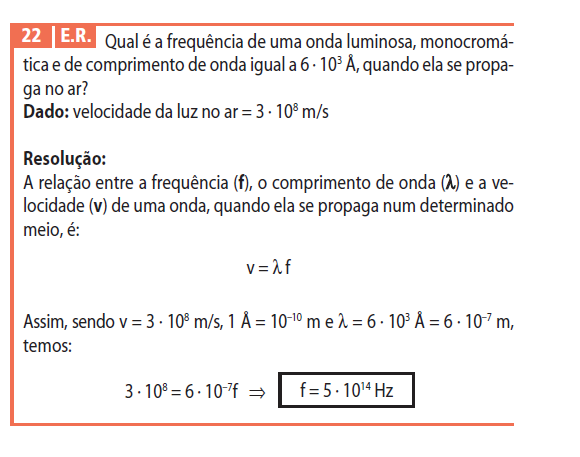 22 E.R. Qual é a frequência de uma onda luminosa, monocromá-
tica e de comprimento de onda igual a 6 · 10³ Å, quando ela se propa-
ga no ar?
Dado: velocidade da luz no ar = 3 · 10⁸ m/s
Resolução:
A relação entre a frequência (f), o comprimento de onda (λ) e a ve-
locidade (v) de uma onda, quando ela se propaga num determinado
meio, é:
v = λ f
Assim, sendo v = 3 · 10⁸ m/s, 1 Å = 10⁻¹⁰ m e λ = 6 · 10³ Å = 6 · 10⁻⁷ m,
temos:
3 · 10⁸ = 6 · 10⁻⁷f ⇒ f = 5 · 10¹⁴ Hz